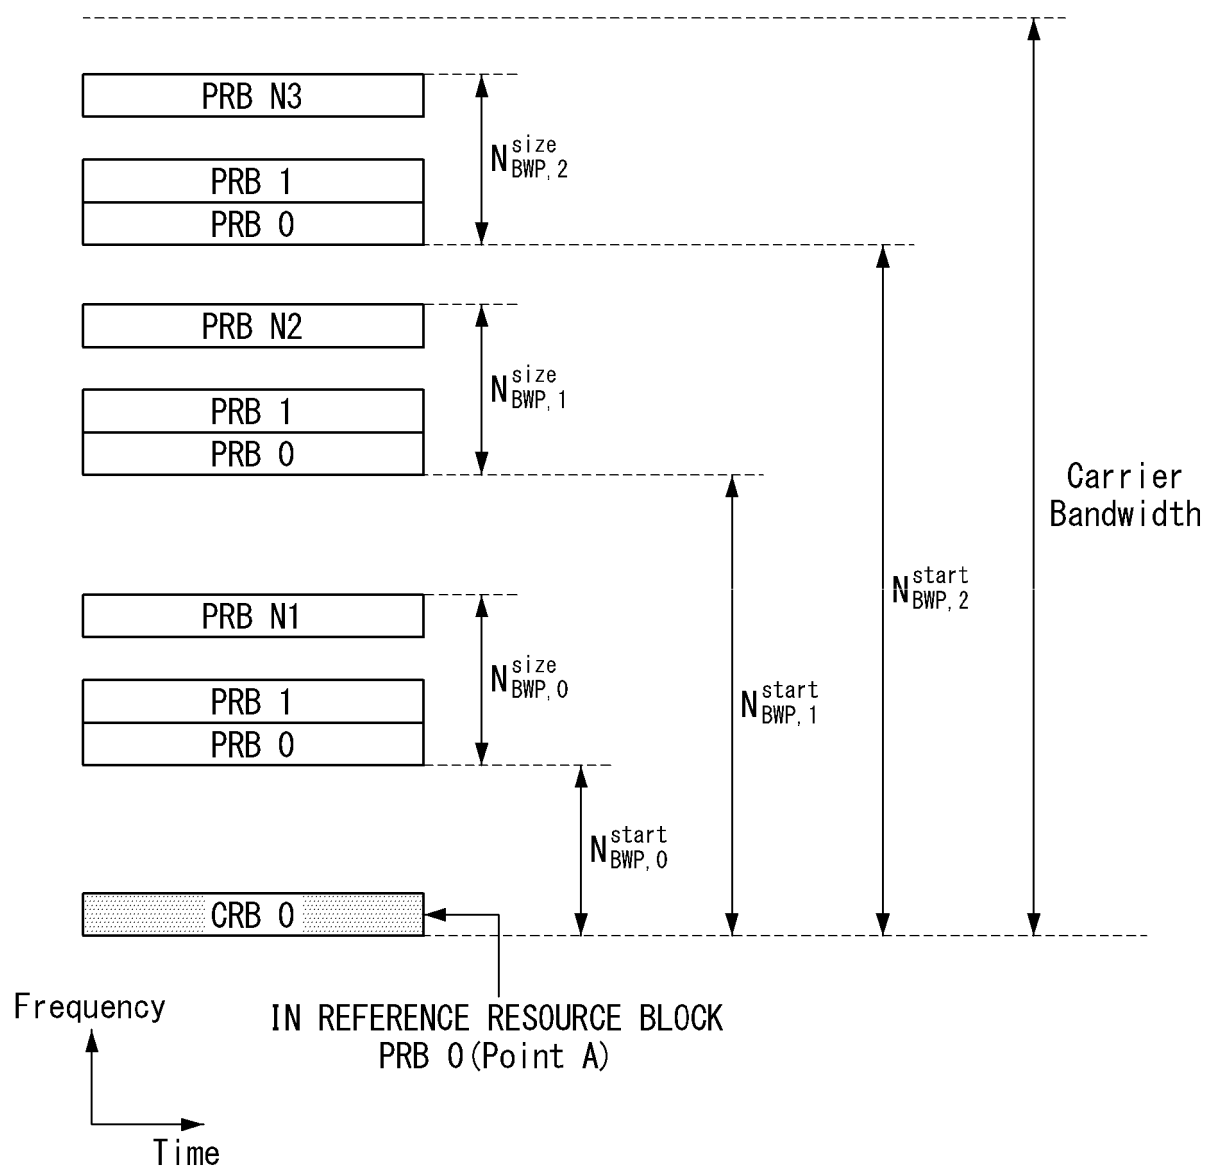 PRB N3
N^size_BWP, 2
PRB 1
PRB 0
PRB N2
N^size_BWP, 1
PRB 1
PRB 0
Carrier
Bandwidth
N^start_BWP, 2
PRB N1
N^size_BWP, 0
PRB 1
N^start_BWP, 1
PRB 0
N^start_BWP, 0
CRB 0
Frequency
IN REFERENCE RESOURCE BLOCK
PRB 0(Point A)
Time